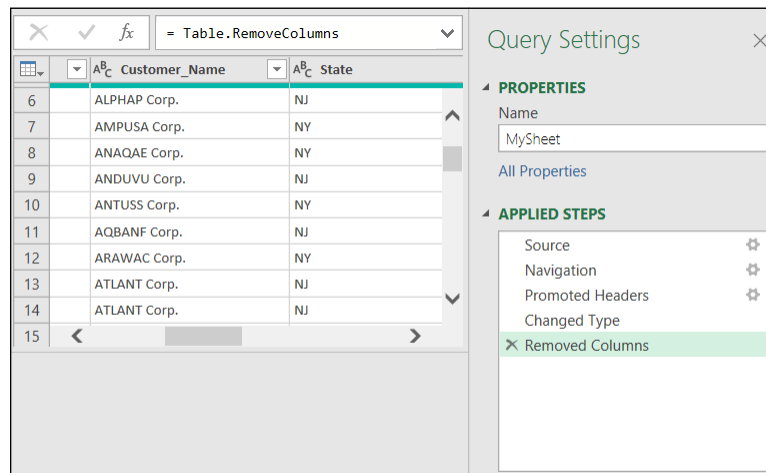 fx = Table.RemoveColumns
ABC Customer_Name ABC State
6 ALPHAP Corp. NJ
7 AMPUSA Corp. NY
8 ANAQAE Corp. NY
9 ANDUVU Corp. NJ
10 ANTUSS Corp. NY
11 AQBANF Corp. NJ
12 ARAWAC Corp. NY
13 ATLANT Corp. NJ
14 ATLANT Corp. NJ
15
Query Settings
PROPERTIES
Name
MySheet
All Properties
APPLIED STEPS
Source
Navigation
Promoted Headers
Changed Type
Removed Columns